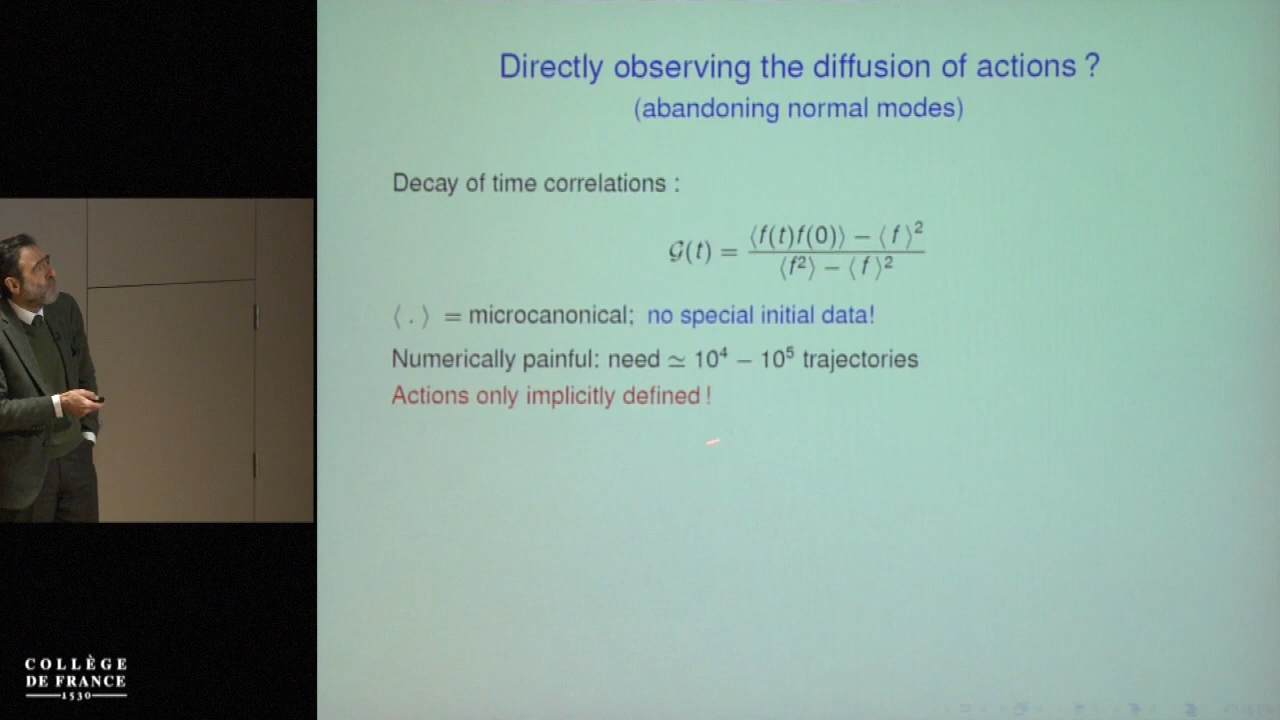 Directly observing the diffusion of actions ?
(abandoning normal modes)
Decay of time correlations :
𝒢(t) = (⟨f(t)f(0)⟩ − ⟨f⟩²) / (⟨f²⟩ − ⟨f⟩²)
⟨ . ⟩ = microcanonical; no special initial data!
Numerically painful: need ≃ 10⁴ − 10⁵ trajectories
Actions only implicitly defined !
COLLÈGE
DE FRANCE
1530